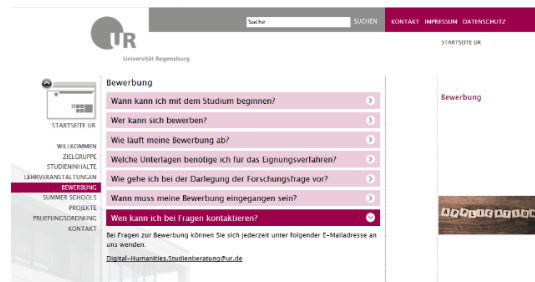 Suche
SUCHEN
KONTAKT IMPRESSUM DATENSCHUTZ
UR
Universität Regensburg
STARTSEITE UR
Bewerbung
Wann kann ich mit dem Studium beginnen?
Wer kann sich bewerben?
Wie läuft meine Bewerbung ab?
Welche Unterlagen benötige ich für das Eignungsverfahren?
Wie gehe ich bei der Darlegung der Forschungsfrage vor?
Wann muss meine Bewerbung eingegangen sein?
Wen kann ich bei Fragen kontaktieren?
Bei Fragen zur Bewerbung können Sie sich jederzeit unter folgender E-Mailadresse an
uns wenden:
Digital-Humanities.Studienberatung@ur.de
STARTSEITE UR
WILLKOMMEN
ZIELGRUPPE
STUDIENINHALTE
LEHRVERANSTALTUNGEN
BEWERBUNG
SUMMER SCHOOLS
PROJEKTE
PRUEFUNGSORDNUNG
KONTAKT
Bewerbung
APPLICATION